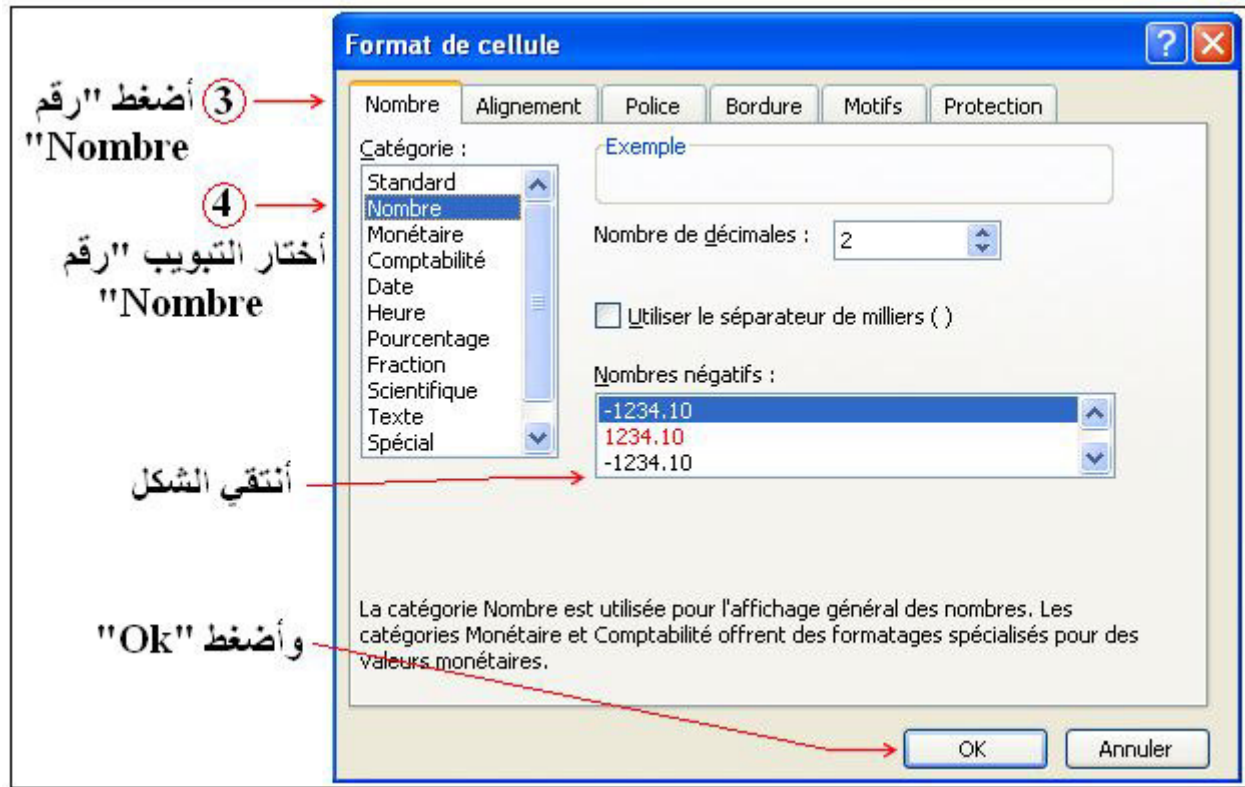 Format de cellule
③ أضغط "رقم
Nombre"
④
أختار التبويب "رقم
Nombre"
أنتقي الشكل
وأضغط "Ok"
Nombre
Alignement
Police
Bordure
Motifs
Protection
Catégorie :
Standard
Nombre
Monétaire
Comptabilité
Date
Heure
Pourcentage
Fraction
Scientifique
Texte
Spécial
Exemple
Nombre de décimales :
2
Utiliser le séparateur de milliers ( )
Nombres négatifs :
-1234.10
1234.10
-1234.10
La catégorie Nombre est utilisée pour l'affichage général des nombres. Les
catégories Monétaire et Comptabilité offrent des formatages spécialisés pour des
valeurs monétaires.
OK
Annuler